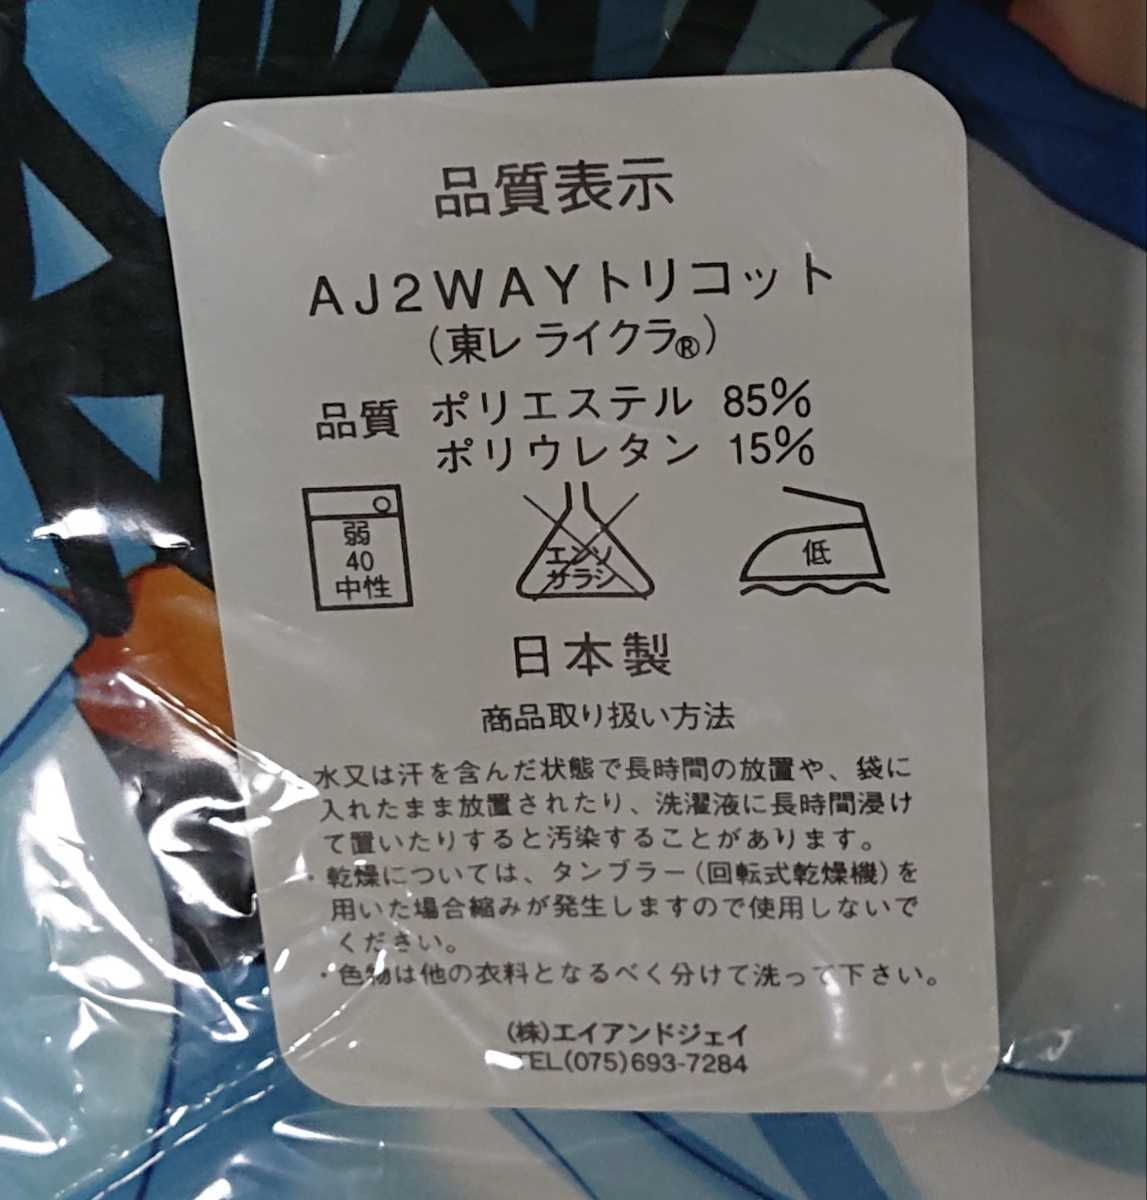 品質表示
AJ2WAYトリコット
(東レ ライクラ®)
品質 ポリエステル 85%
ポリウレタン 15%
弱
40
中性
エンソ
サラシ
低
日本製
商品取り扱い方法
水又は汗を含んだ状態で長時間の放置や、袋に
入れたまま放置されたり、洗濯液に長時間浸け
て置いたりすると汚染することがあります。
・乾燥については、タンブラー(回転式乾燥機)を
用いた場合縮みが発生しますので使用しないで
ください。
・色物は他の衣料となるべく分けて洗って下さい。
(株)エイアンドジェイ
TEL(075)693-7284